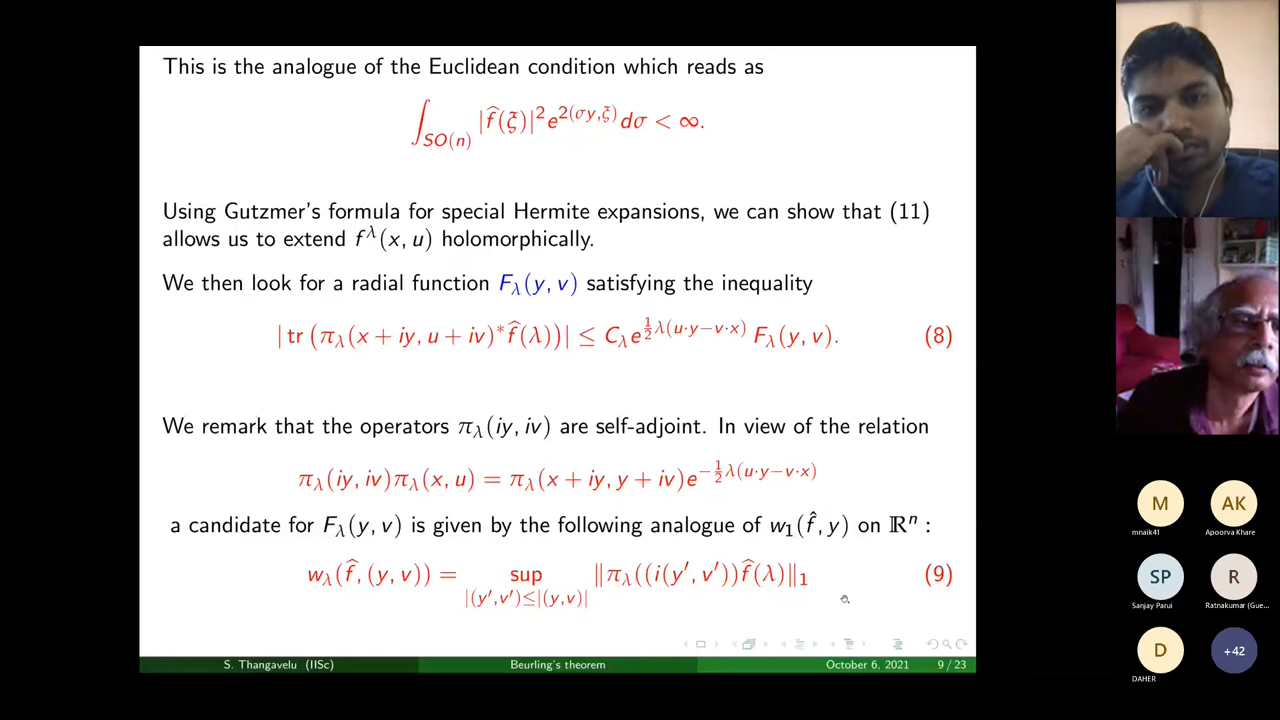 This is the analogue of the Euclidean condition which reads as
∫_{SO(n)} |f̂(ξ)|² e^{2(σy,ξ)} dσ < ∞.
Using Gutzmer's formula for special Hermite expansions, we can show that (11)
allows us to extend f^λ(x, u) holomorphically.
We then look for a radial function F_λ(y, v) satisfying the inequality
| tr (π_λ(x + iy, u + iv)* f̂(λ))| ≤ C_λ e^{½λ(u·y−v·x)} F_λ(y, v). (8)
We remark that the operators π_λ(iy, iv) are self-adjoint. In view of the relation
π_λ(iy, iv)π_λ(x, u) = π_λ(x + iy, y + iv)e^{−½λ(u·y−v·x)}
a candidate for F_λ(y, v) is given by the following analogue of w₁(f̂, y) on ℝⁿ :
w_λ(f̂, (y, v)) = sup_{|(y′,v′)≤|(y,v)|} ‖π_λ((i(y′, v′))f̂(λ)‖₁ (9)
S. Thangavelu (IISc) Beurling's theorem October 6, 2021 9 / 23
M AK
mnaik41 Apoorva Khare
SP R
Sanjay Parui Ratnakumar (Gue...
D +42
DAHER